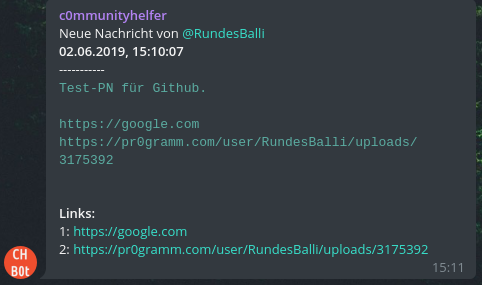 c0mmunityhelfer
Neue Nachricht von @RundesBalli
02.06.2019, 15:10:07
-----------
Test-PN für Github.
https://google.com
https://pr0gramm.com/user/RundesBalli/uploads/
3175392
Links:
1: https://google.com
2: https://pr0gramm.com/user/RundesBalli/uploads/3175392
CH
B0t
15:11